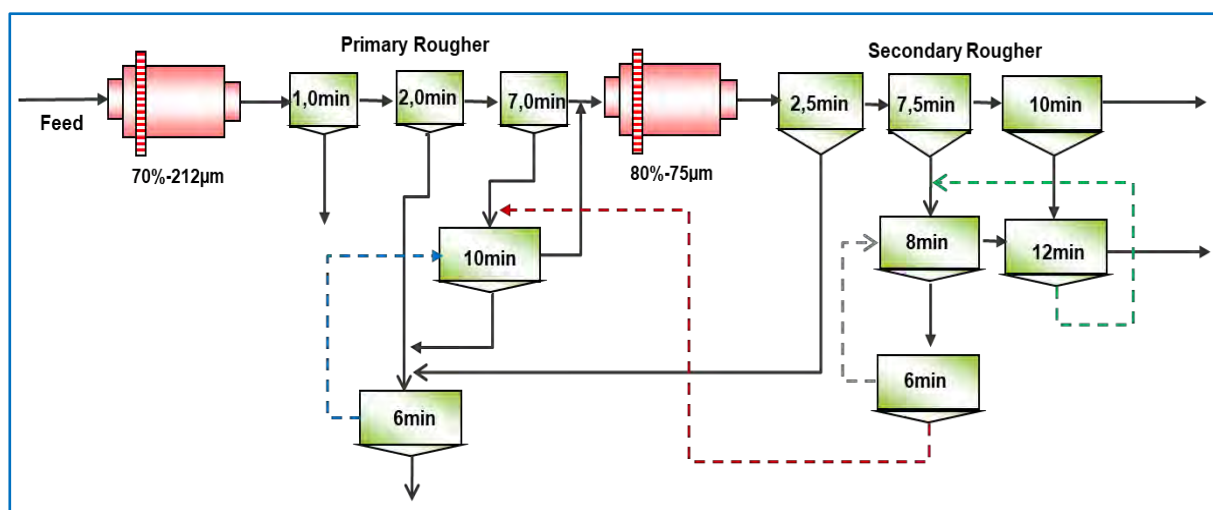 Primary Rougher
Secondary Rougher
Feed
1,0min
2,0min
7,0min
2,5min
7,5min
10min
70%-212µm
80%-75µm
10min
8min
12min
6min
6min